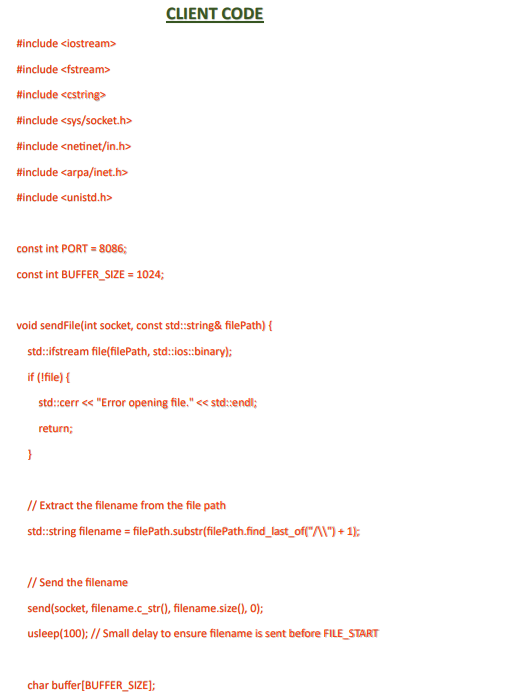 CLIENT CODE
#include <iostream>
#include <fstream>
#include <cstring>
#include <sys/socket.h>
#include <netinet/in.h>
#include <arpa/inet.h>
#include <unistd.h>
const int PORT = 8086;
const int BUFFER_SIZE = 1024;
void sendFile(int socket, const std::string& filePath) {
std::ifstream file(filePath, std::ios::binary);
if (!file) {
std::cerr << "Error opening file." << std::endl;
return;
}
// Extract the filename from the file path
std::string filename = filePath.substr(filePath.find_last_of("/\\") + 1);
// Send the filename
send(socket, filename.c_str(), filename.size(), 0);
usleep(100); // Small delay to ensure filename is sent before FILE_START
char buffer[BUFFER_SIZE];